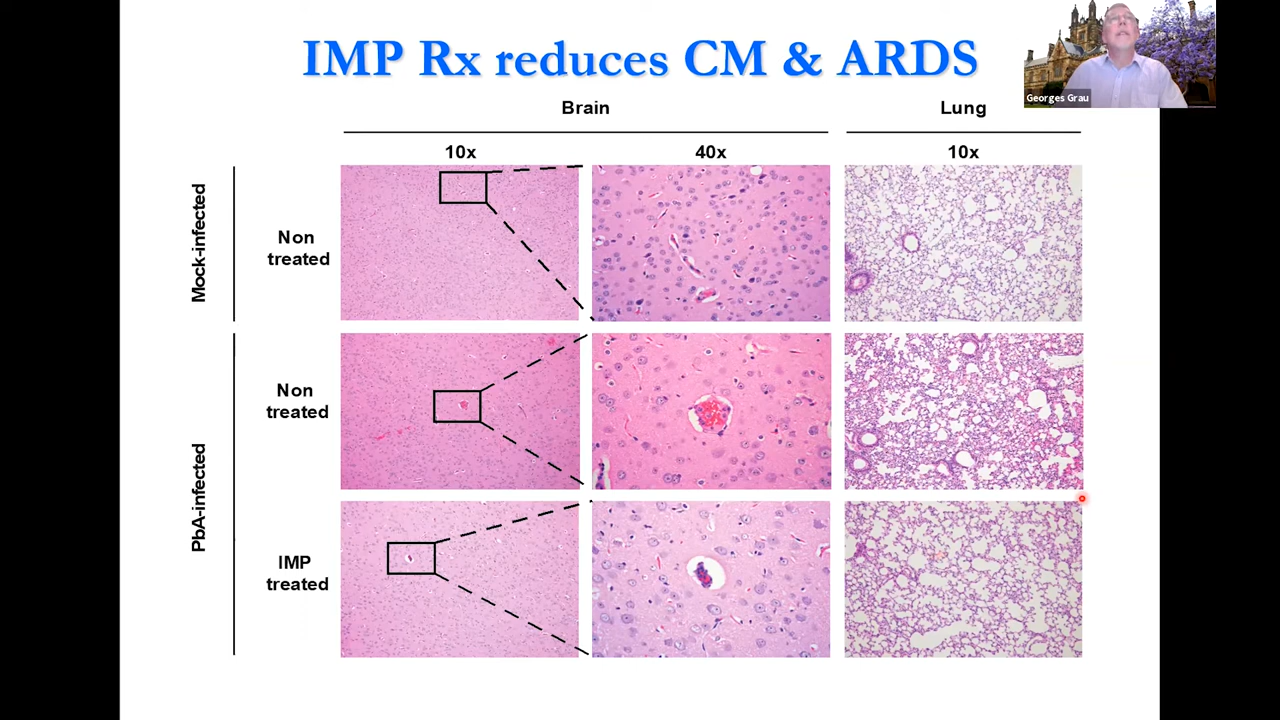 IMP Rx reduces CM & ARDS
Georges Grau
Brain
Lung
10x
40x
10x
Mock-infected
Non
treated
PbA-infected
Non
treated
IMP
treated